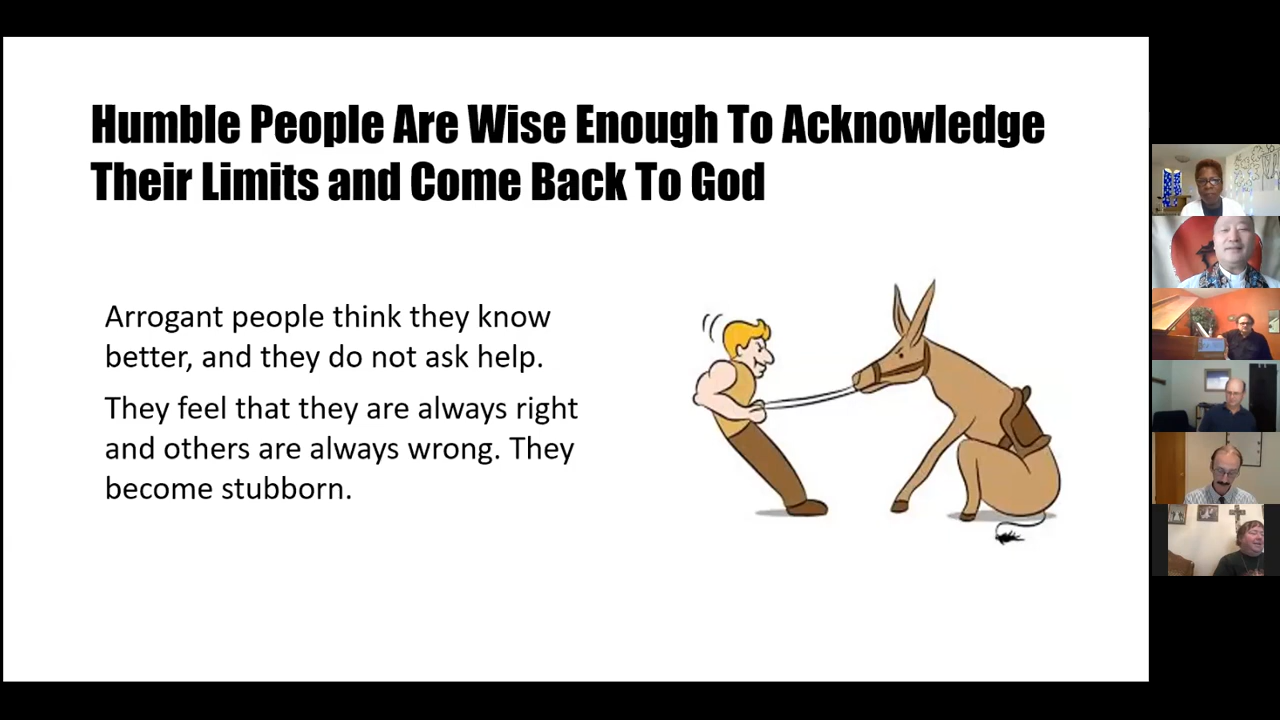 Humble People Are Wise Enough To Acknowledge
Their Limits and Come Back To God
Arrogant people think they know
better, and they do not ask help.
They feel that they are always right
and others are always wrong. They
become stubborn.